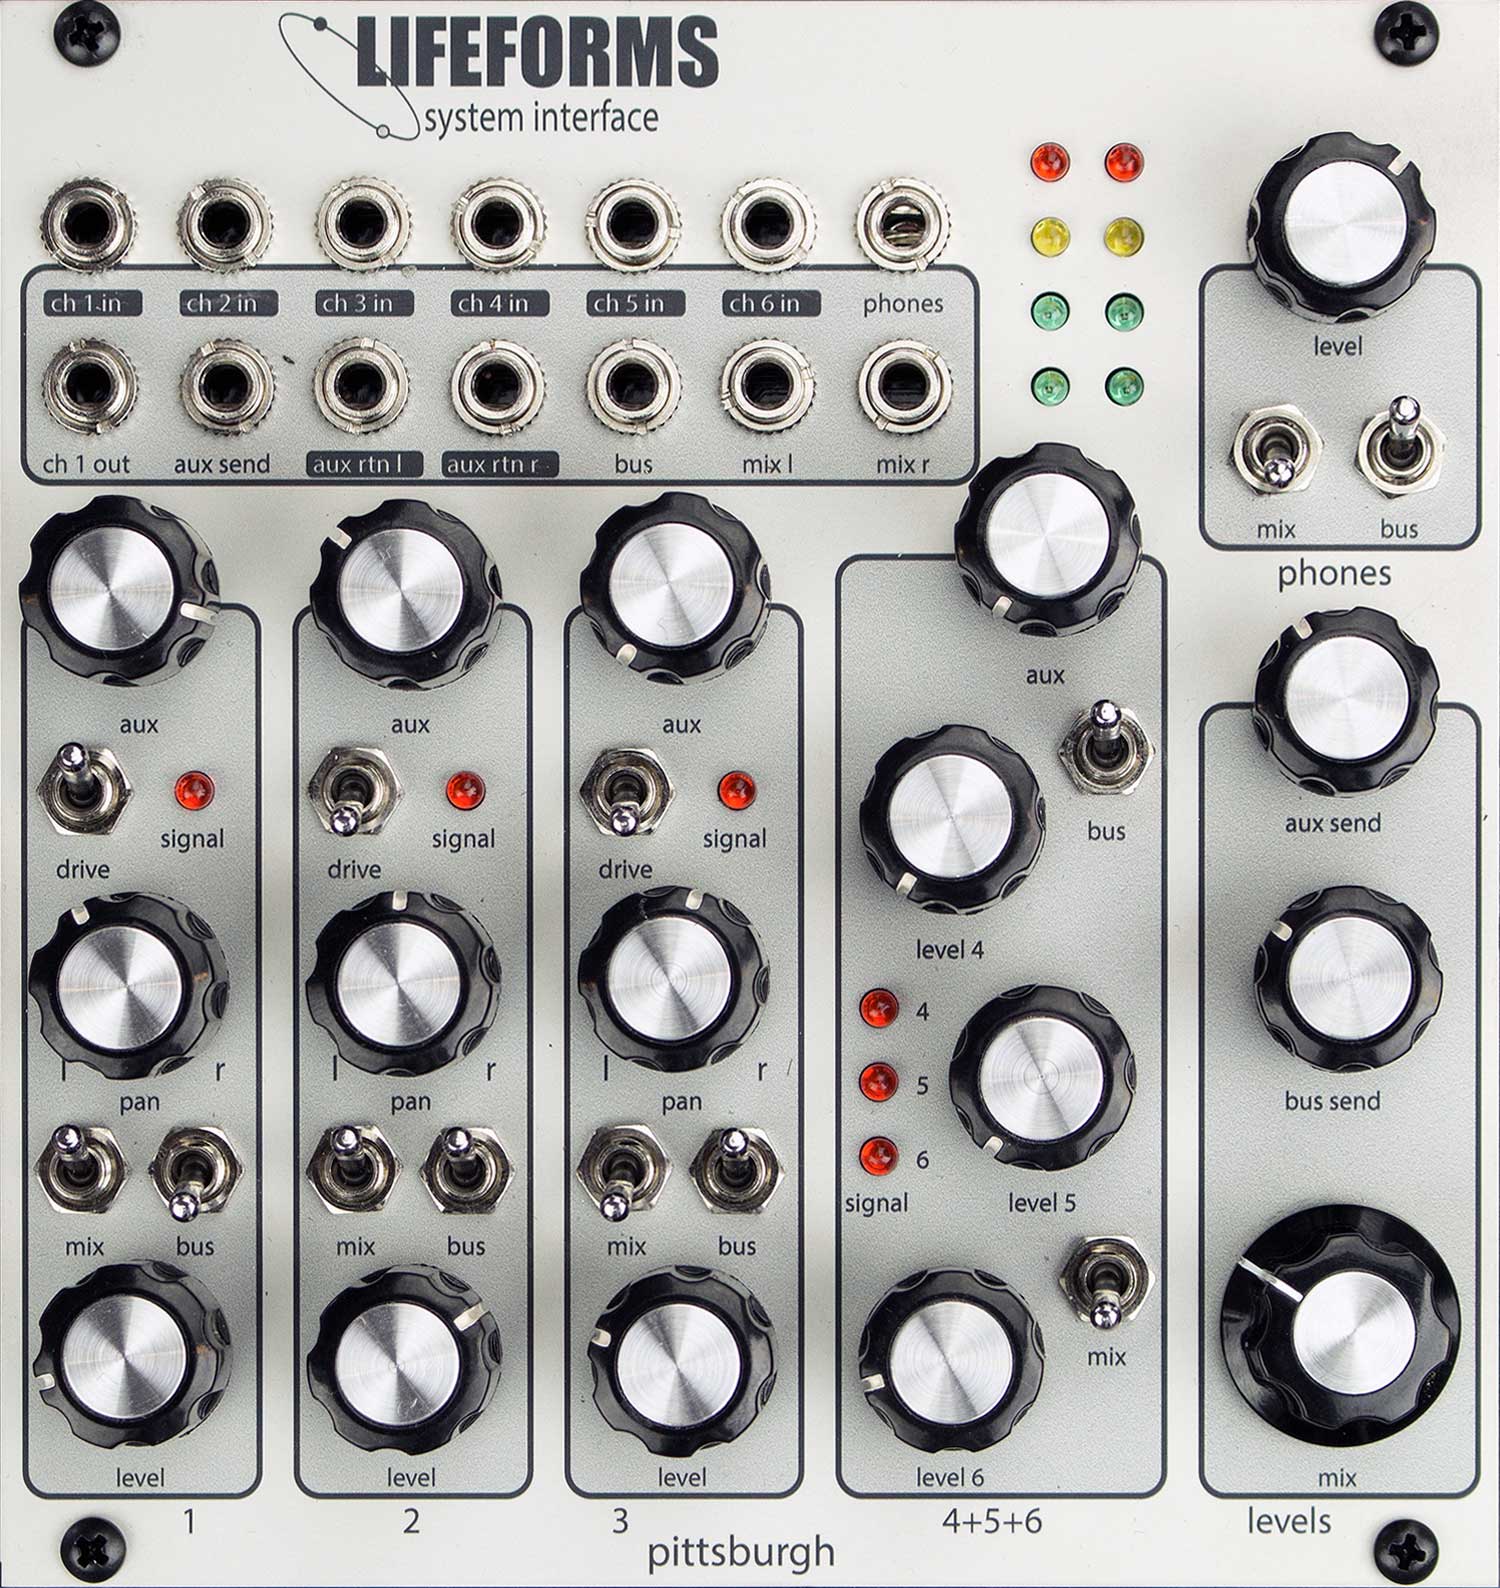 LIFEFORMS
system interface
ch 1 in ch 2 in ch 3 in ch 4 in ch 5 in ch 6 in phones
ch 1 out aux send aux rtn l aux rtn r bus mix l mix r
level
mix bus
phones
aux aux aux aux
signal signal signal
drive drive drive
bus
aux send
level 4
4
5
6
signal
level 5
l r l r l r
pan pan pan
bus send
mix bus mix bus mix bus
mix
level level level level 6 mix
1 2 3 4+5+6 levels
pittsburgh